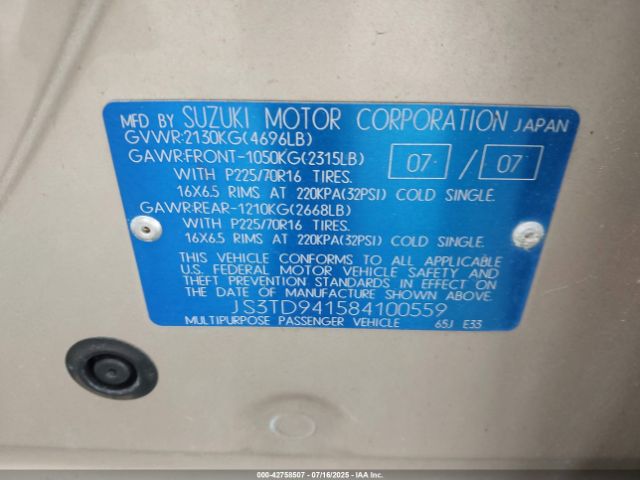 MFD BY SUZUKI MOTOR CORPORATION JAPAN
GVWR:2130KG(4696LB)
GAWR:FRONT-1050KG(2315LB) 07 / 07
WITH P225/70R16 TIRES.
16X6.5 RIMS AT 220KPA(32PSI) COLD SINGLE.
GAWR:REAR-1210KG(2668LB)
WITH P225/70R16 TIRES.
16X6.5 RIMS AT 220KPA(32PSI) COLD SINGLE.
THIS VEHICLE CONFORMS TO ALL APPLICABLE
U.S. FEDERAL MOTOR VEHICLE SAFETY AND
THEFT PREVENTION STANDARDS IN EFFECT ON
THE DATE OF MANUFACTURE SHOWN ABOVE.
JS3TD941584100559
MULTIPURPOSE PASSENGER VEHICLE 65J E33
000-42758507 - 07/16/2025 - IAA Inc.